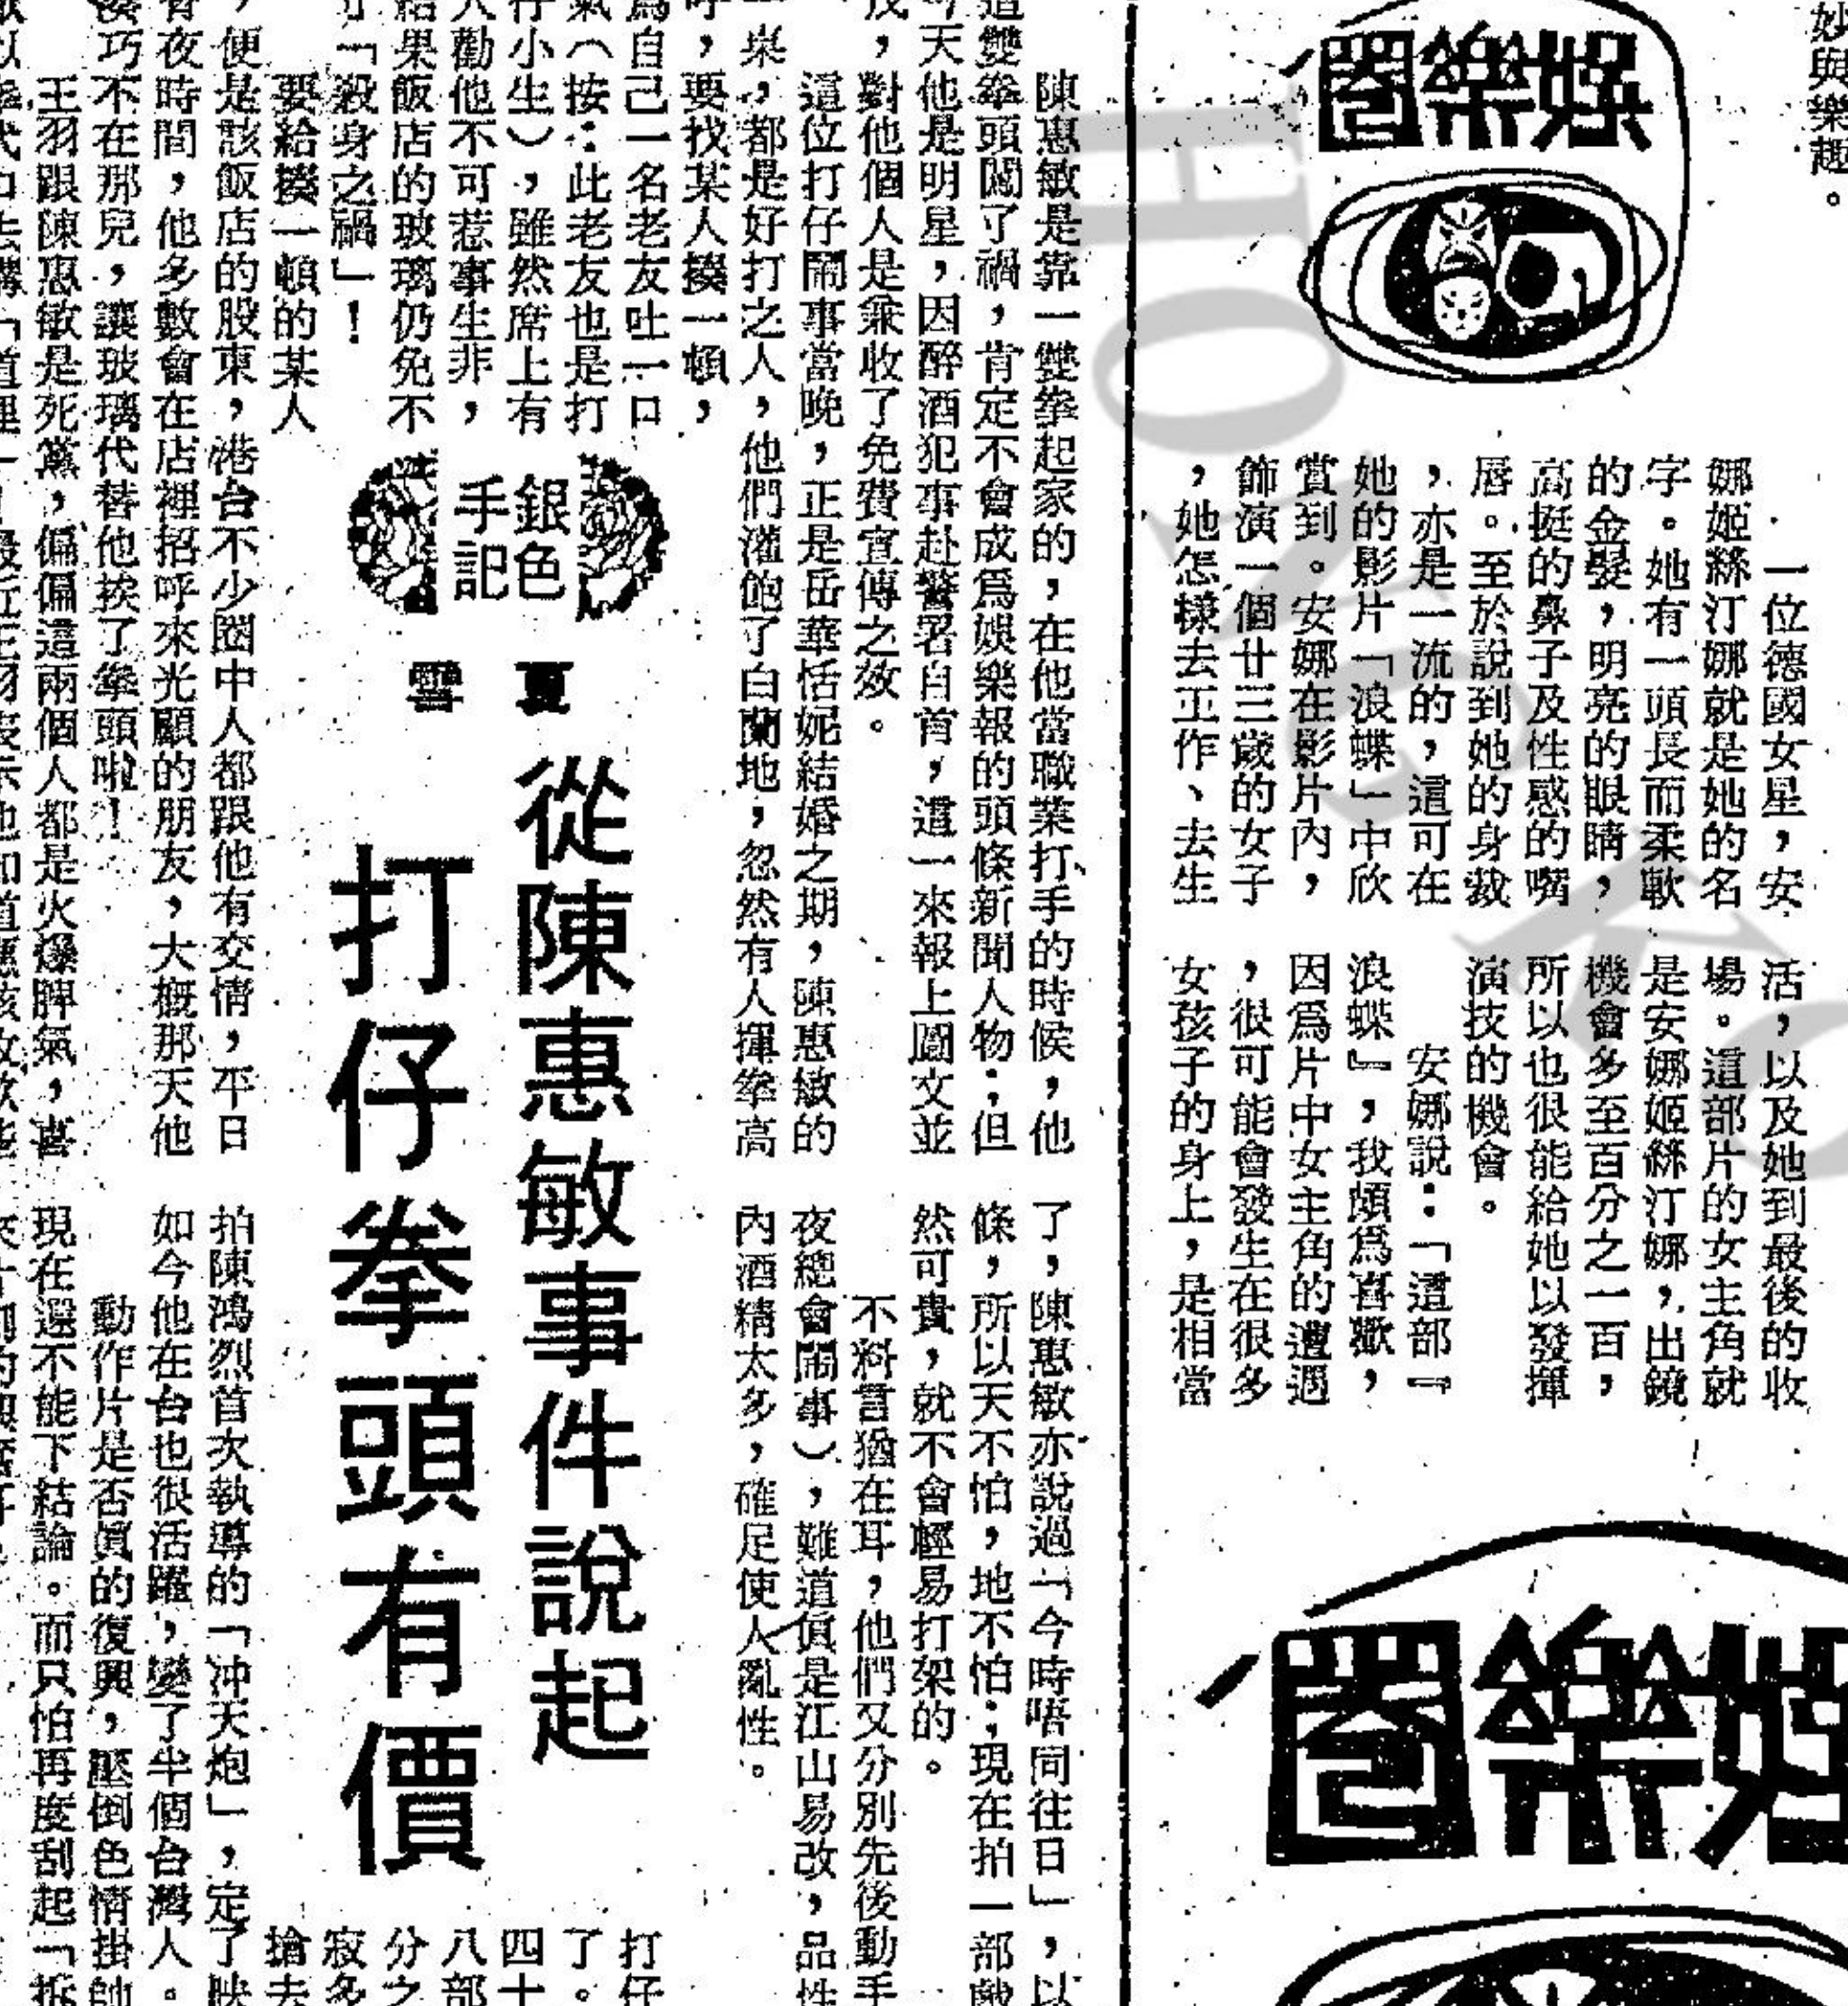 妙與樂趣。
娛樂圈
一位德國女星，安
娜姬絲汀娜就是她的名
字。她有一頭長而柔軟
的金髮，明亮的眼睛，
高挺的鼻子及性感的嘴
唇。至於說到她的身裁
，亦是一流的，這可在
她的影片「浪蝶」中欣
賞到。安娜在影片內，
飾演一個廿三歲的女子
，她怎樣去工作、去生
活，以及她到最後的收
場。這部片的女主角就
是安娜姬絲汀娜，出鏡
機會多至百分之一百，
所以也很能給她以發揮
演技的機會。
安娜說：「這部『
浪蝶』，我頗爲喜歡，
因爲片中女主角的遭遇
，很可能會發生在很多
女孩子的身上，是相當
娛樂圈
HONG KO
銀色
手記
夏
雪
從陳惠敏事件說起
打仔拳頭有價
陳惠敏是靠一雙拳起家的，在他當職業打手的時候，他
這雙拳頭闖了禍，肯定不會成爲娛樂報的頭條新聞人物；但
今天他是明星，因醉酒犯事赴警署自首，這一來報上圖文並
茂，對他個人是乘收了免費宣傳之效。
這位打仔鬧事當晚，正是岳華恬妮結婚之期，陳惠敏的
一桌，都是好打之人，他們灌飽了白蘭地，忽然有人揮拳高
呼，要找某人揍一頓，
爲自己一名老友吐一口
氣（按：此老友也是打
仔小生），雖然席上有
人勸他不可惹事生非，
結果飯店的玻璃仍免不
了「殺身之禍」！
要給揍一頓的某人
，便是該飯店的股東，港台不少圈中人都跟他有交情，平日
宵夜時間，他多數會在店裡招呼來光顧的朋友，大概那天他
湊巧不在那兒，讓玻璃代替他挨了拳頭啦！
王羽跟陳惠敏是死黨，偏偏這兩個人都是火爆脾氣，喜
了，陳惠敏亦說過「今時唔同往日」，以
條，所以天不怕，地不怕；現在拍一部戲
然可貴，就不會輕易打架的。
不料言猶在耳，他們又分別先後動手
夜總會鬧事），難道眞是江山易改，品性
內酒精太多，確足使人亂性。
拍陳鴻烈首次執導的「冲天炮」，定了映
如今他在台也很活躍，變了半個台灣人。
動作片是否眞的復興，壓倒色情掛帥
現在還不能下結論。而只怕再度刮起「拆
打仔
了。
四十
八部
分之
寂多
搶去